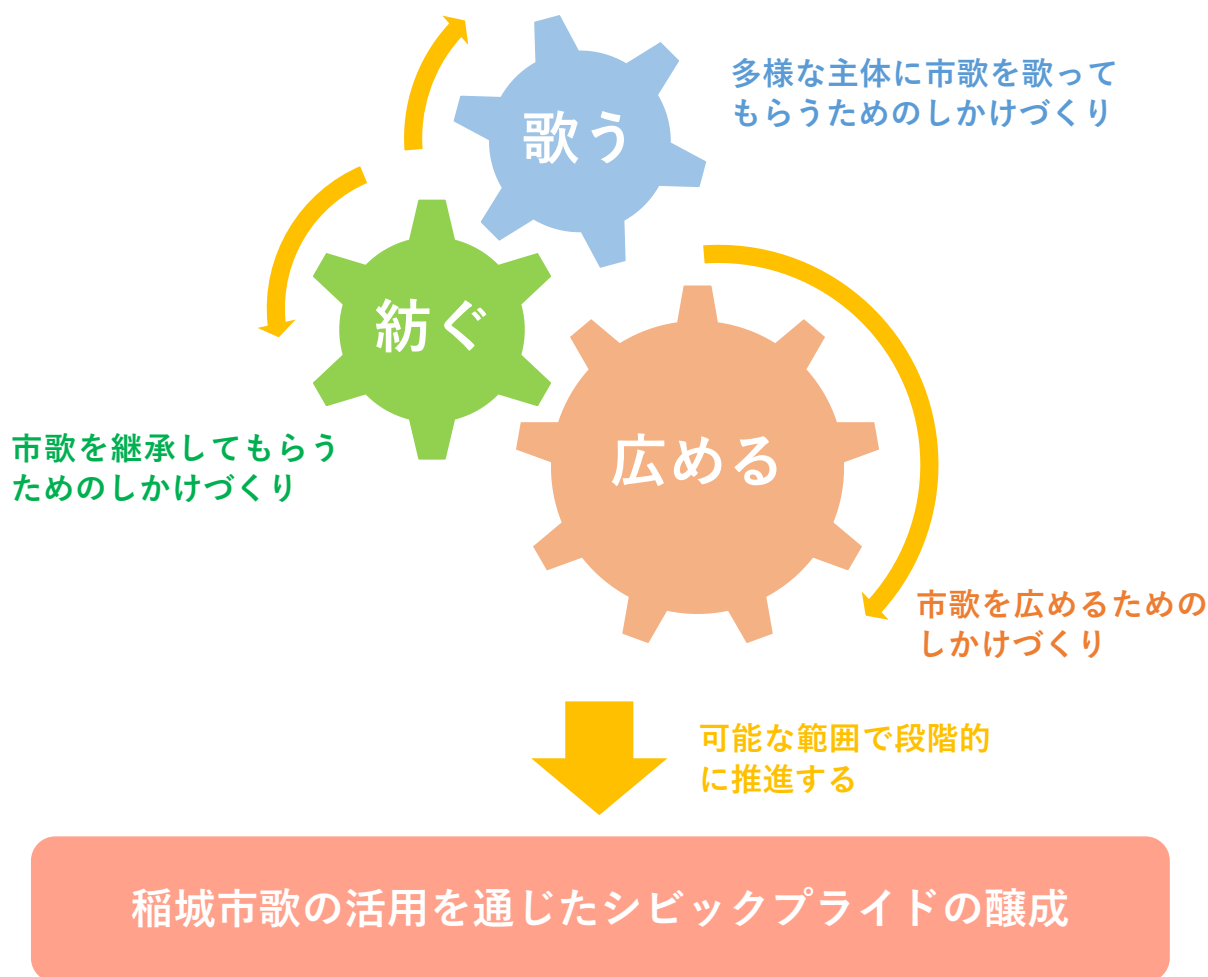 多様な主体に市歌を歌って
もらうためのしかけづくり
歌う
紡ぐ
市歌を継承してもらう
ためのしかけづくり
広める
市歌を広めるための
しかけづくり
可能な範囲で段階的
に推進する
稲城市歌の活用を通じたシビックプライドの醸成